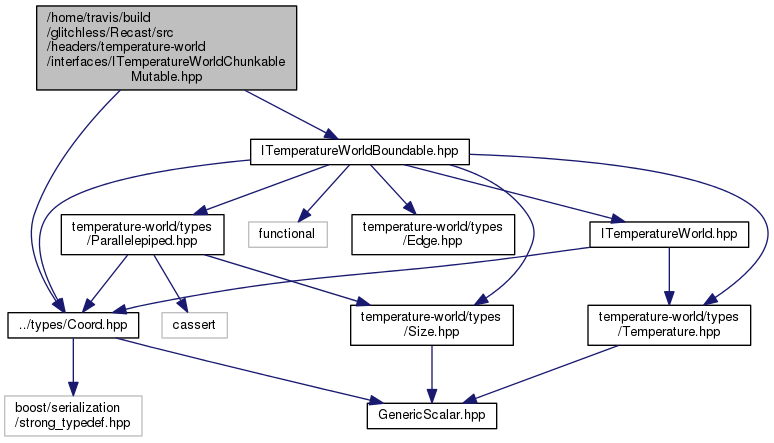 /home/travis/build
/glitchless/Recast/src
/headers/temperature-world
/interfaces/ITemperatureWorldChunkable
Mutable.hpp
ITemperatureWorldBoundable.hpp
temperature-world/types
/Parallelepiped.hpp
functional
temperature-world/types
/Edge.hpp
ITemperatureWorld.hpp
../types/Coord.hpp
cassert
temperature-world/types
/Size.hpp
temperature-world/types
/Temperature.hpp
boost/serialization
/strong_typedef.hpp
GenericScalar.hpp